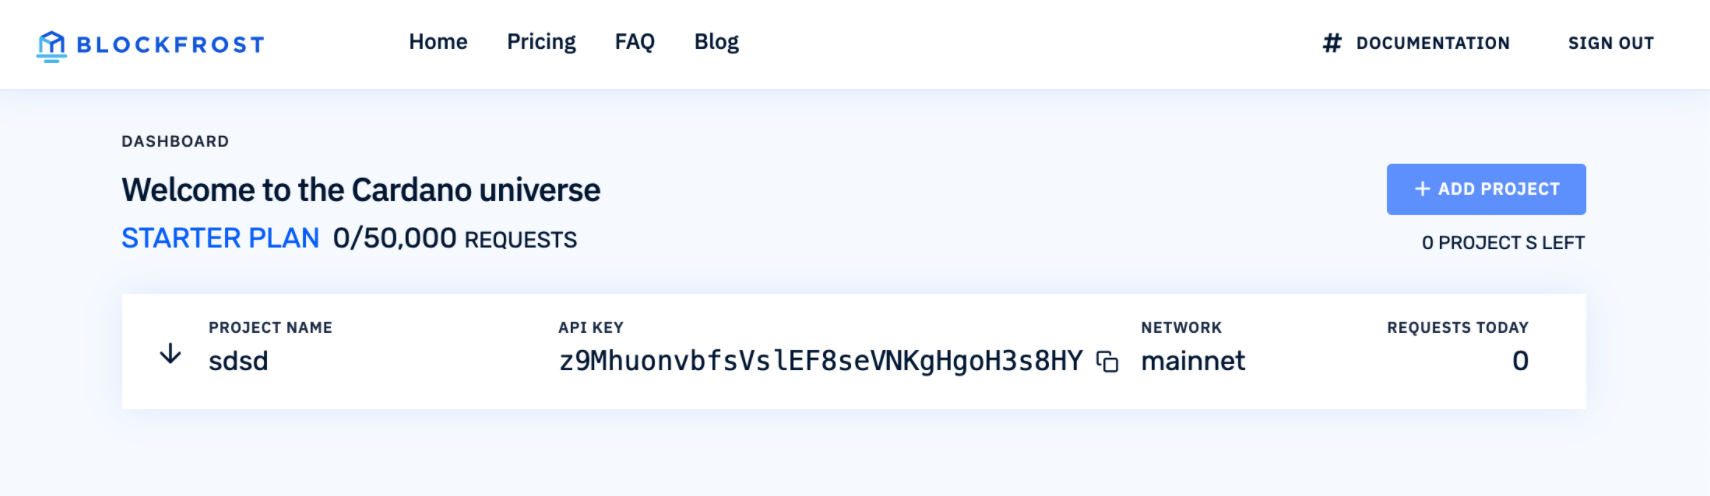 BLOCKFROST Home Pricing FAQ Blog # DOCUMENTATION SIGN OUT
DASHBOARD
Welcome to the Cardano universe
+ ADD PROJECT
STARTER PLAN 0/50,000 REQUESTS
0 PROJECT S LEFT
PROJECT NAME API KEY NETWORK REQUESTS TODAY
sdsd z9MhuonvbfsVslEF8seVNKgHgoH3s8HY mainnet 0